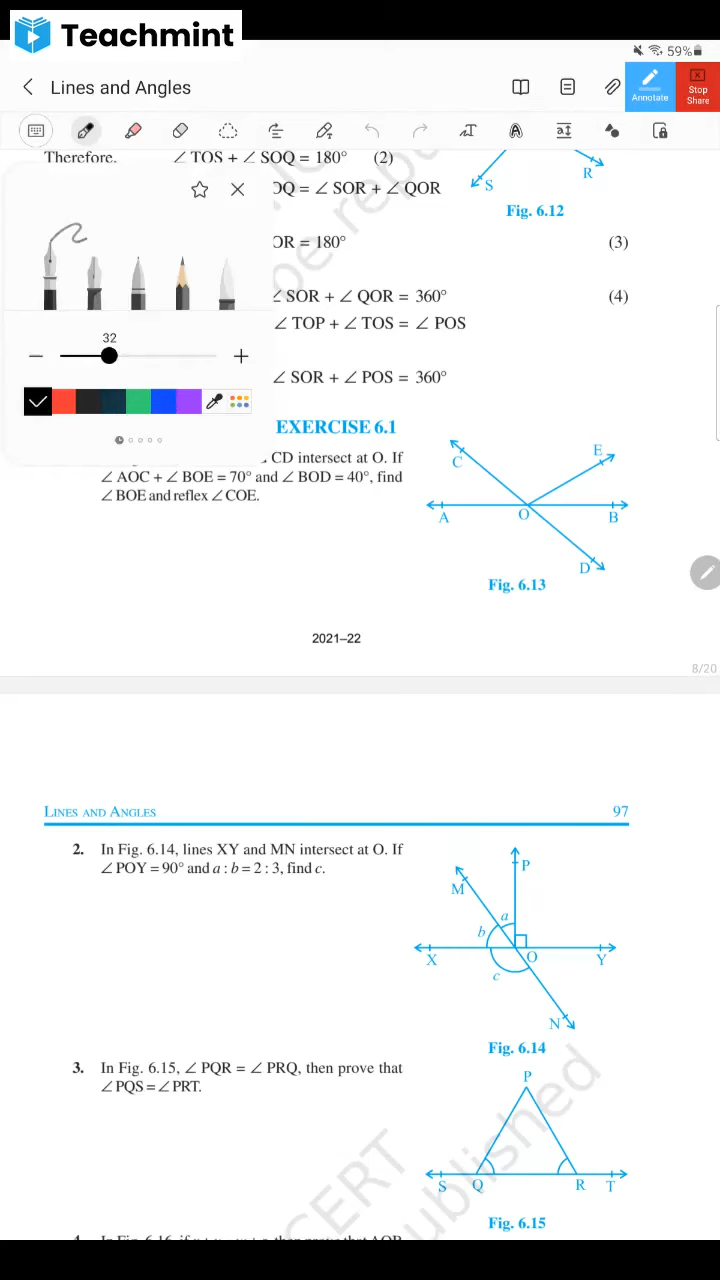 Teachmint
59%
Lines and Angles
Annotate
Stop
Share
Therefore, ∠ TOS + ∠ SOQ = 180° (2)
OQ = ∠ SOR + ∠ QOR
S
R
Fig. 6.12
OR = 180° (3)
∠ SOR + ∠ QOR = 360° (4)
∠ TOP + ∠ TOS = ∠ POS
32
∠ SOR + ∠ POS = 360°
EXERCISE 6.1
CD intersect at O. If
∠ AOC + ∠ BOE = 70° and ∠ BOD = 40°, find
∠ BOE and reflex ∠ COE.
C
E
A
O
B
D
Fig. 6.13
2021–22
8/20
LINES AND ANGLES 97
2. In Fig. 6.14, lines XY and MN intersect at O. If
∠ POY = 90° and a : b = 2 : 3, find c.
P
M
a
b
X
O
Y
c
N
Fig. 6.14
3. In Fig. 6.15, ∠ PQR = ∠ PRQ, then prove that
∠ PQS = ∠ PRT.
P
S
Q
R
T
Fig. 6.15